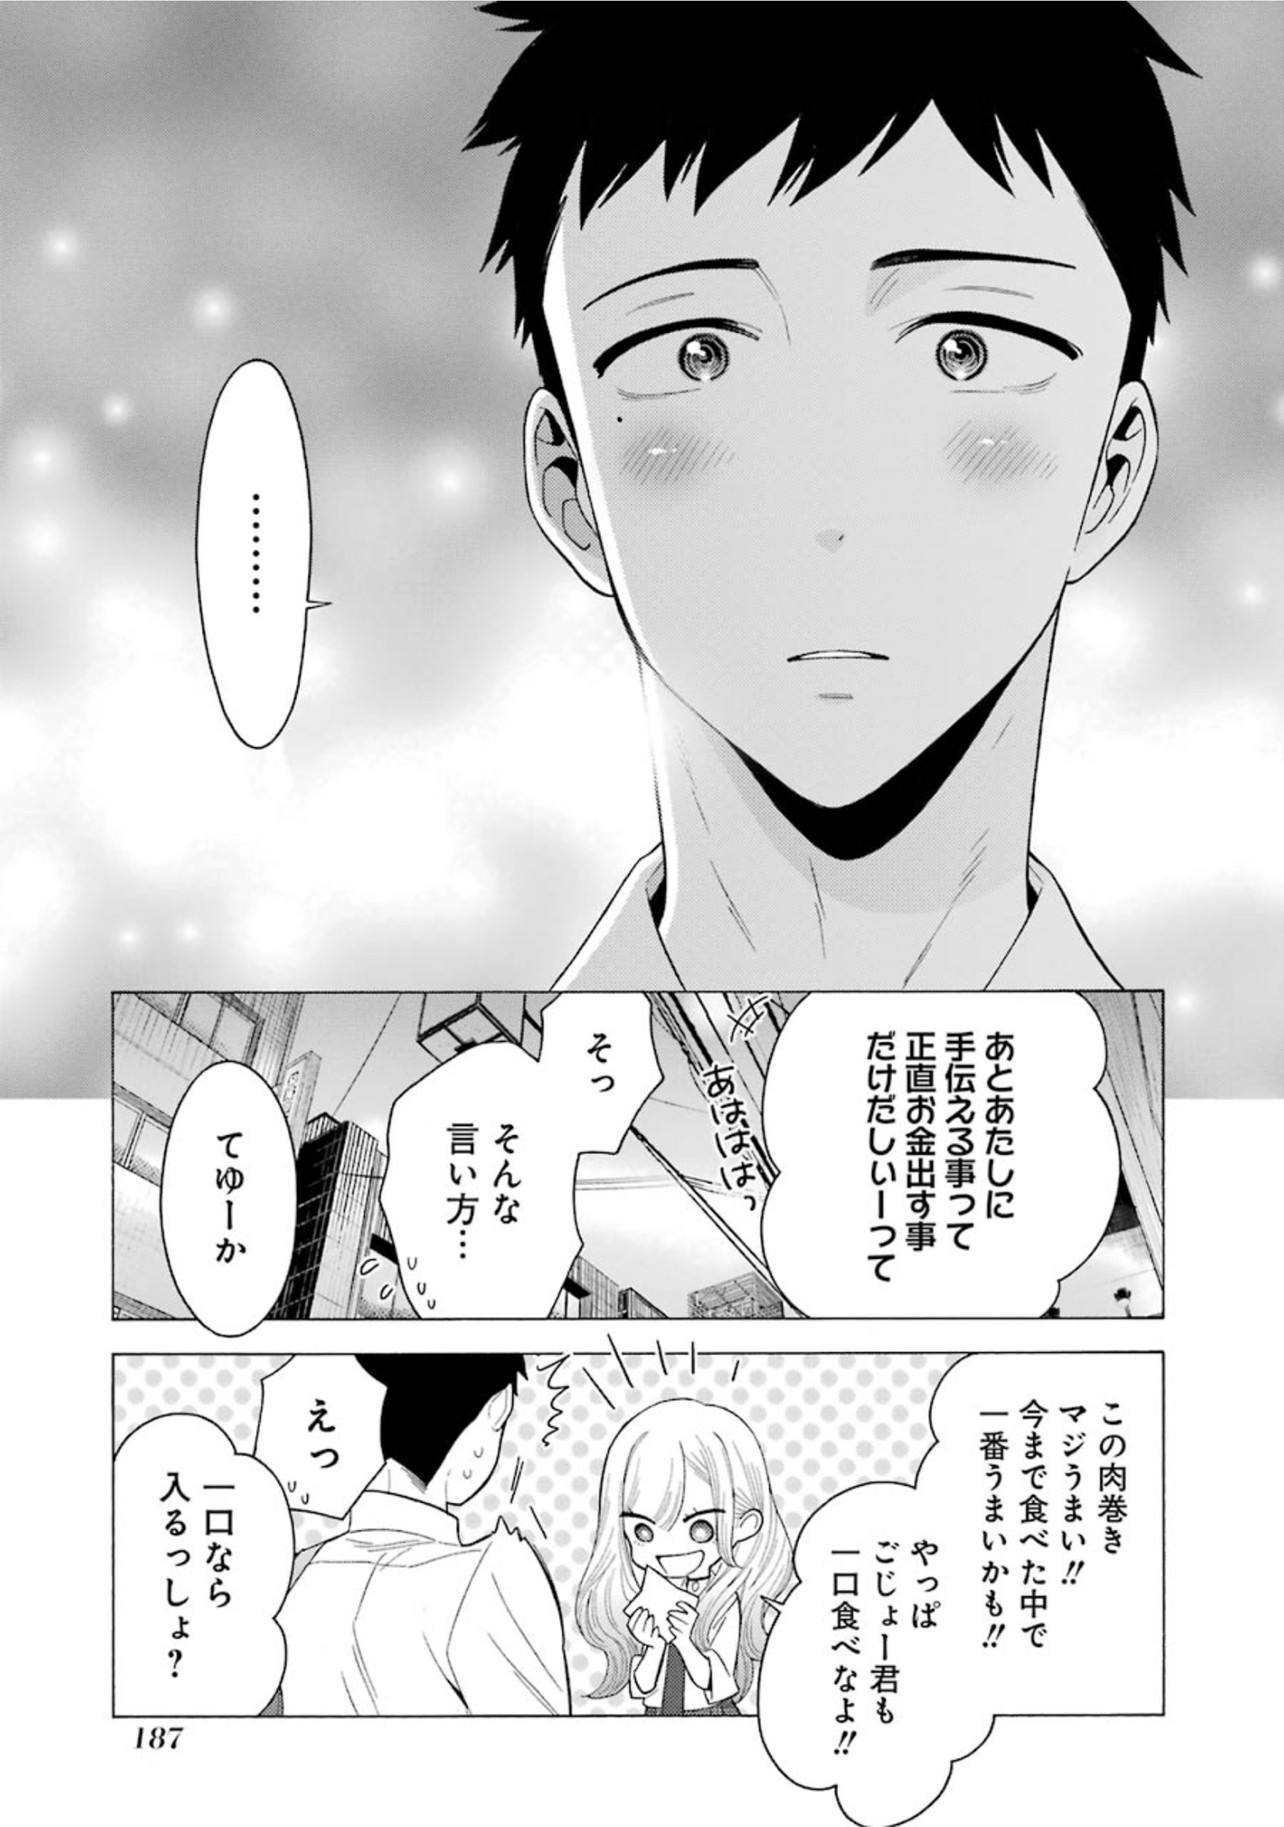 ………
あとあたしに
手伝える事って
正直お金出す事
だけだしぃーって
あははは っ
そっ
そんな
言い方…
てゆーか
この肉巻き
マジうまい!!
今まで食べた中で
一番うまいかも!!
やっぱ
ごじょー君も
一口食べなよ!!
えっ
一口なら
入るっしょ?
187